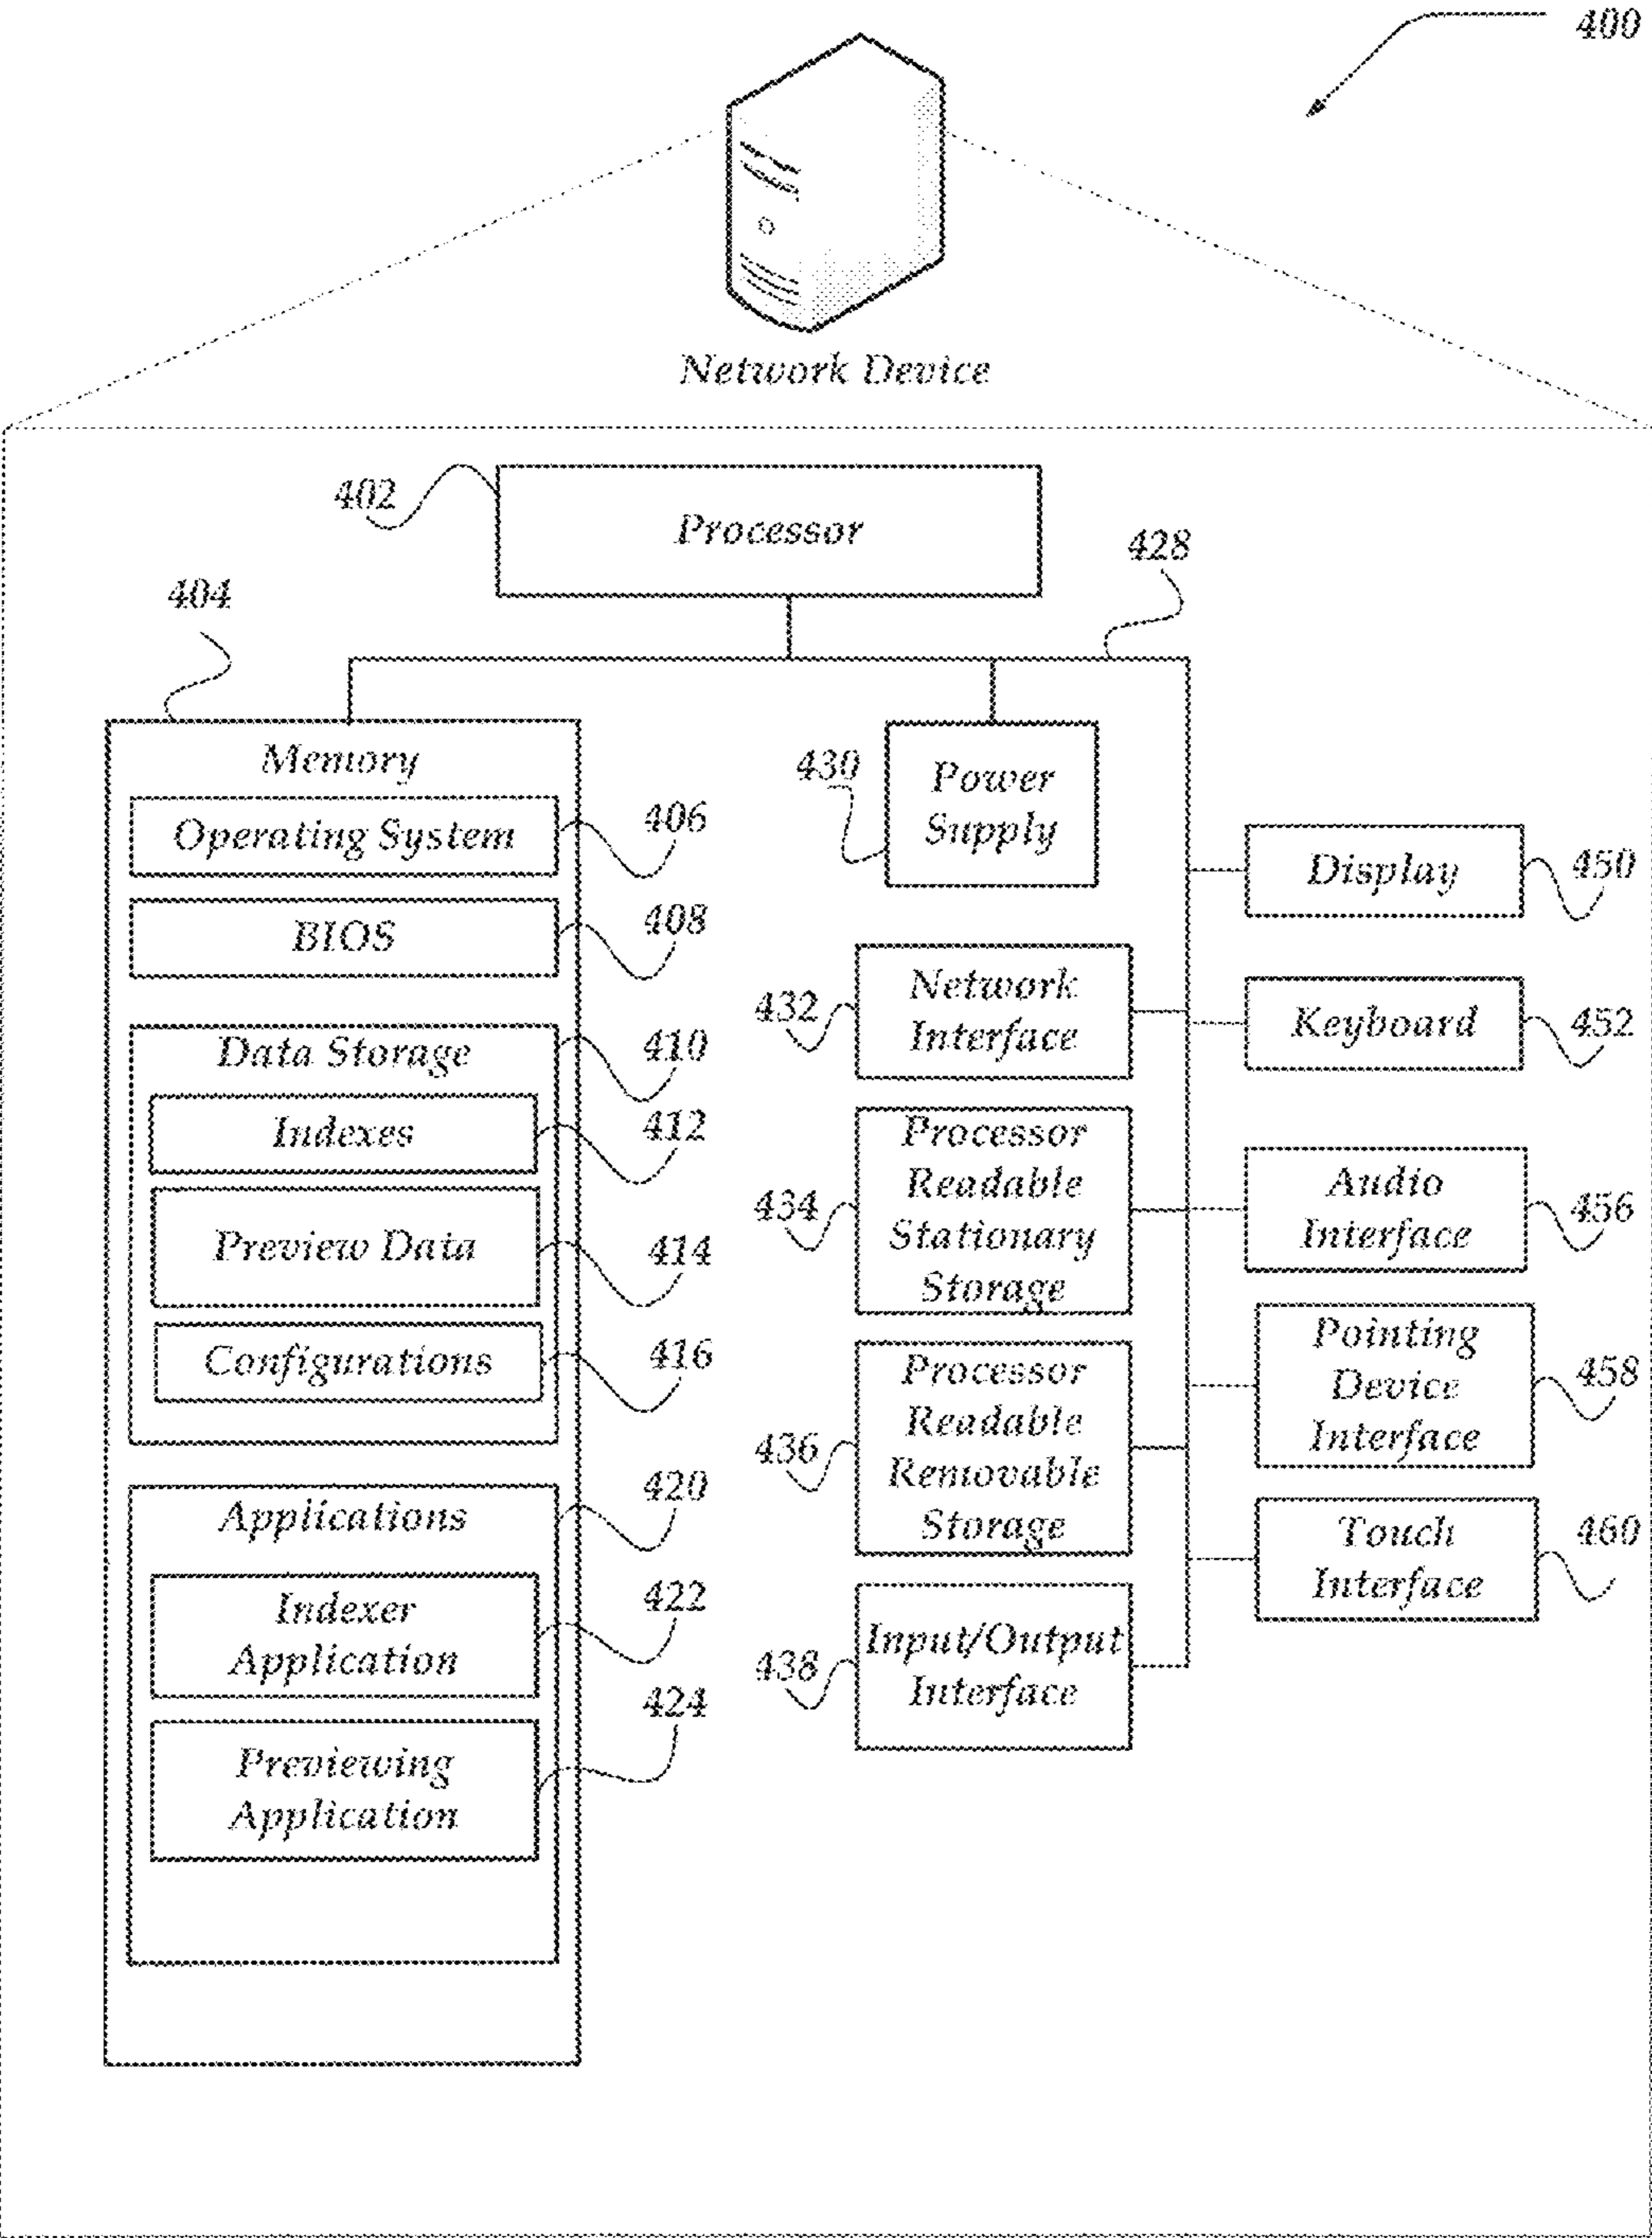 400
Network Device
402
Processor
428
404
Memory
Operating System
406
BIOS
408
Data Storage
410
Indexes
412
Preview Data
414
Configurations
416
Applications
420
Indexer
Application
422
Previewing
Application
424
430
Power
Supply
432
Network
Interface
434
Processor
Readable
Stationary
Storage
436
Processor
Readable
Removable
Storage
438
Input/Output
Interface
Display
450
Keyboard
452
Audio
Interface
456
Pointing
Device
Interface
458
Touch
Interface
460